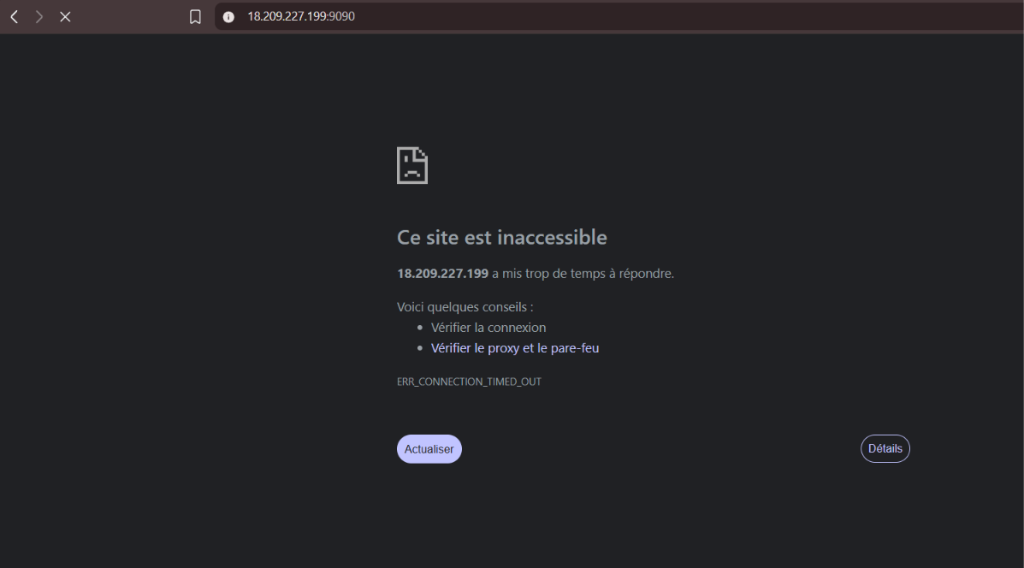 18.209.227.199:9090
Ce site est inaccessible
18.209.227.199 a mis trop de temps à répondre.
Voici quelques conseils :
Vérifier la connexion
Vérifier le proxy et le pare-feu
ERR_CONNECTION_TIMED_OUT
Actualiser
Détails